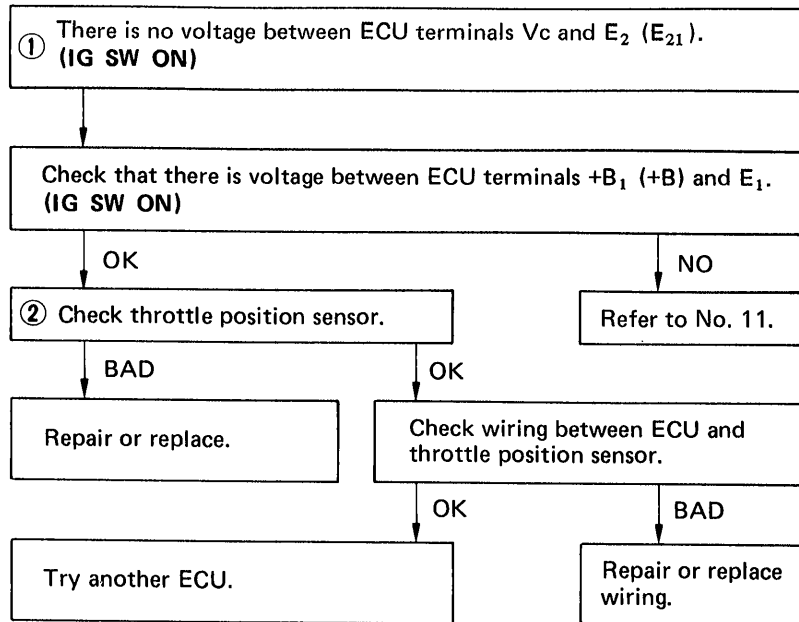 ① There is no voltage between ECU terminals Vc and E₂ (E₂₁).
(IG SW ON)
Check that there is voltage between ECU terminals +B₁ (+B) and E₁.
(IG SW ON)
OK
NO
② Check throttle position sensor.
Refer to No. 11.
BAD
OK
Repair or replace.
Check wiring between ECU and
throttle position sensor.
OK
BAD
Try another ECU.
Repair or replace
wiring.